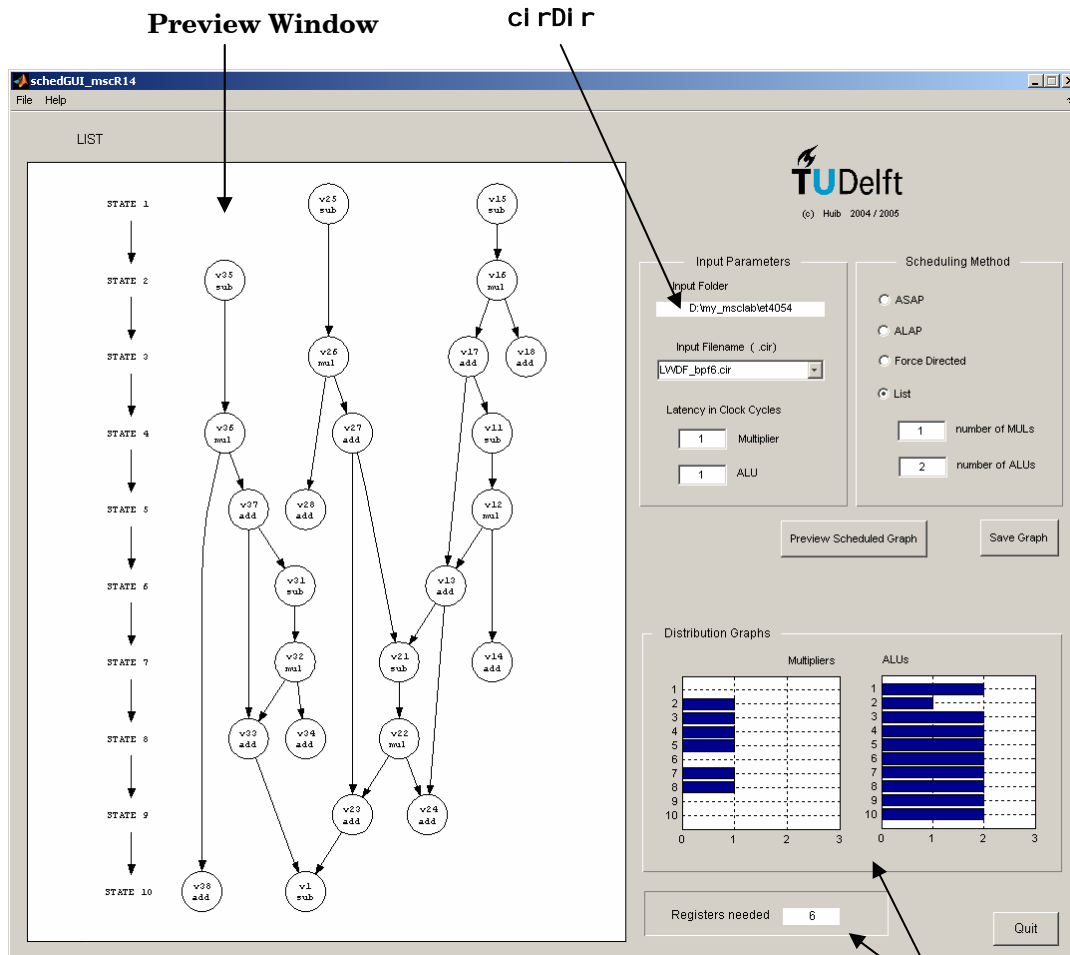 Preview Window
cirDir
schedGUI_mscR14
File Help
LIST
STATE 1
v25
sub
v15
sub
STATE 2
v35
sub
v16
mul
STATE 3
v26
mul
v17
add
v18
add
STATE 4
v36
mul
v27
add
v11
sub
STATE 5
v37
add
v28
add
v12
mul
STATE 6
v31
sub
v13
add
STATE 7
v32
mul
v21
sub
v14
add
STATE 8
v33
add
v34
add
v22
mul
STATE 9
v23
add
v24
add
STATE 10
v38
add
v1
sub
TUDelft
(c) Huib 2004 / 2005
Input Parameters
Input Folder
D:\my_msclab\et4054
Input Filename ( .cir)
LWDF_bpf6.cir
Latency in Clock Cycles
1 Multiplier
1 ALU
Scheduling Method
ASAP
ALAP
Force Directed
List
1 number of MULs
2 number of ALUs
Preview Scheduled Graph
Save Graph
Distribution Graphs
Multipliers
1
2
3
4
5
6
7
8
9
10
0 1 2 3
ALUs
1
2
3
4
5
6
7
8
9
10
0 1 2 3
Registers needed 6
Quit